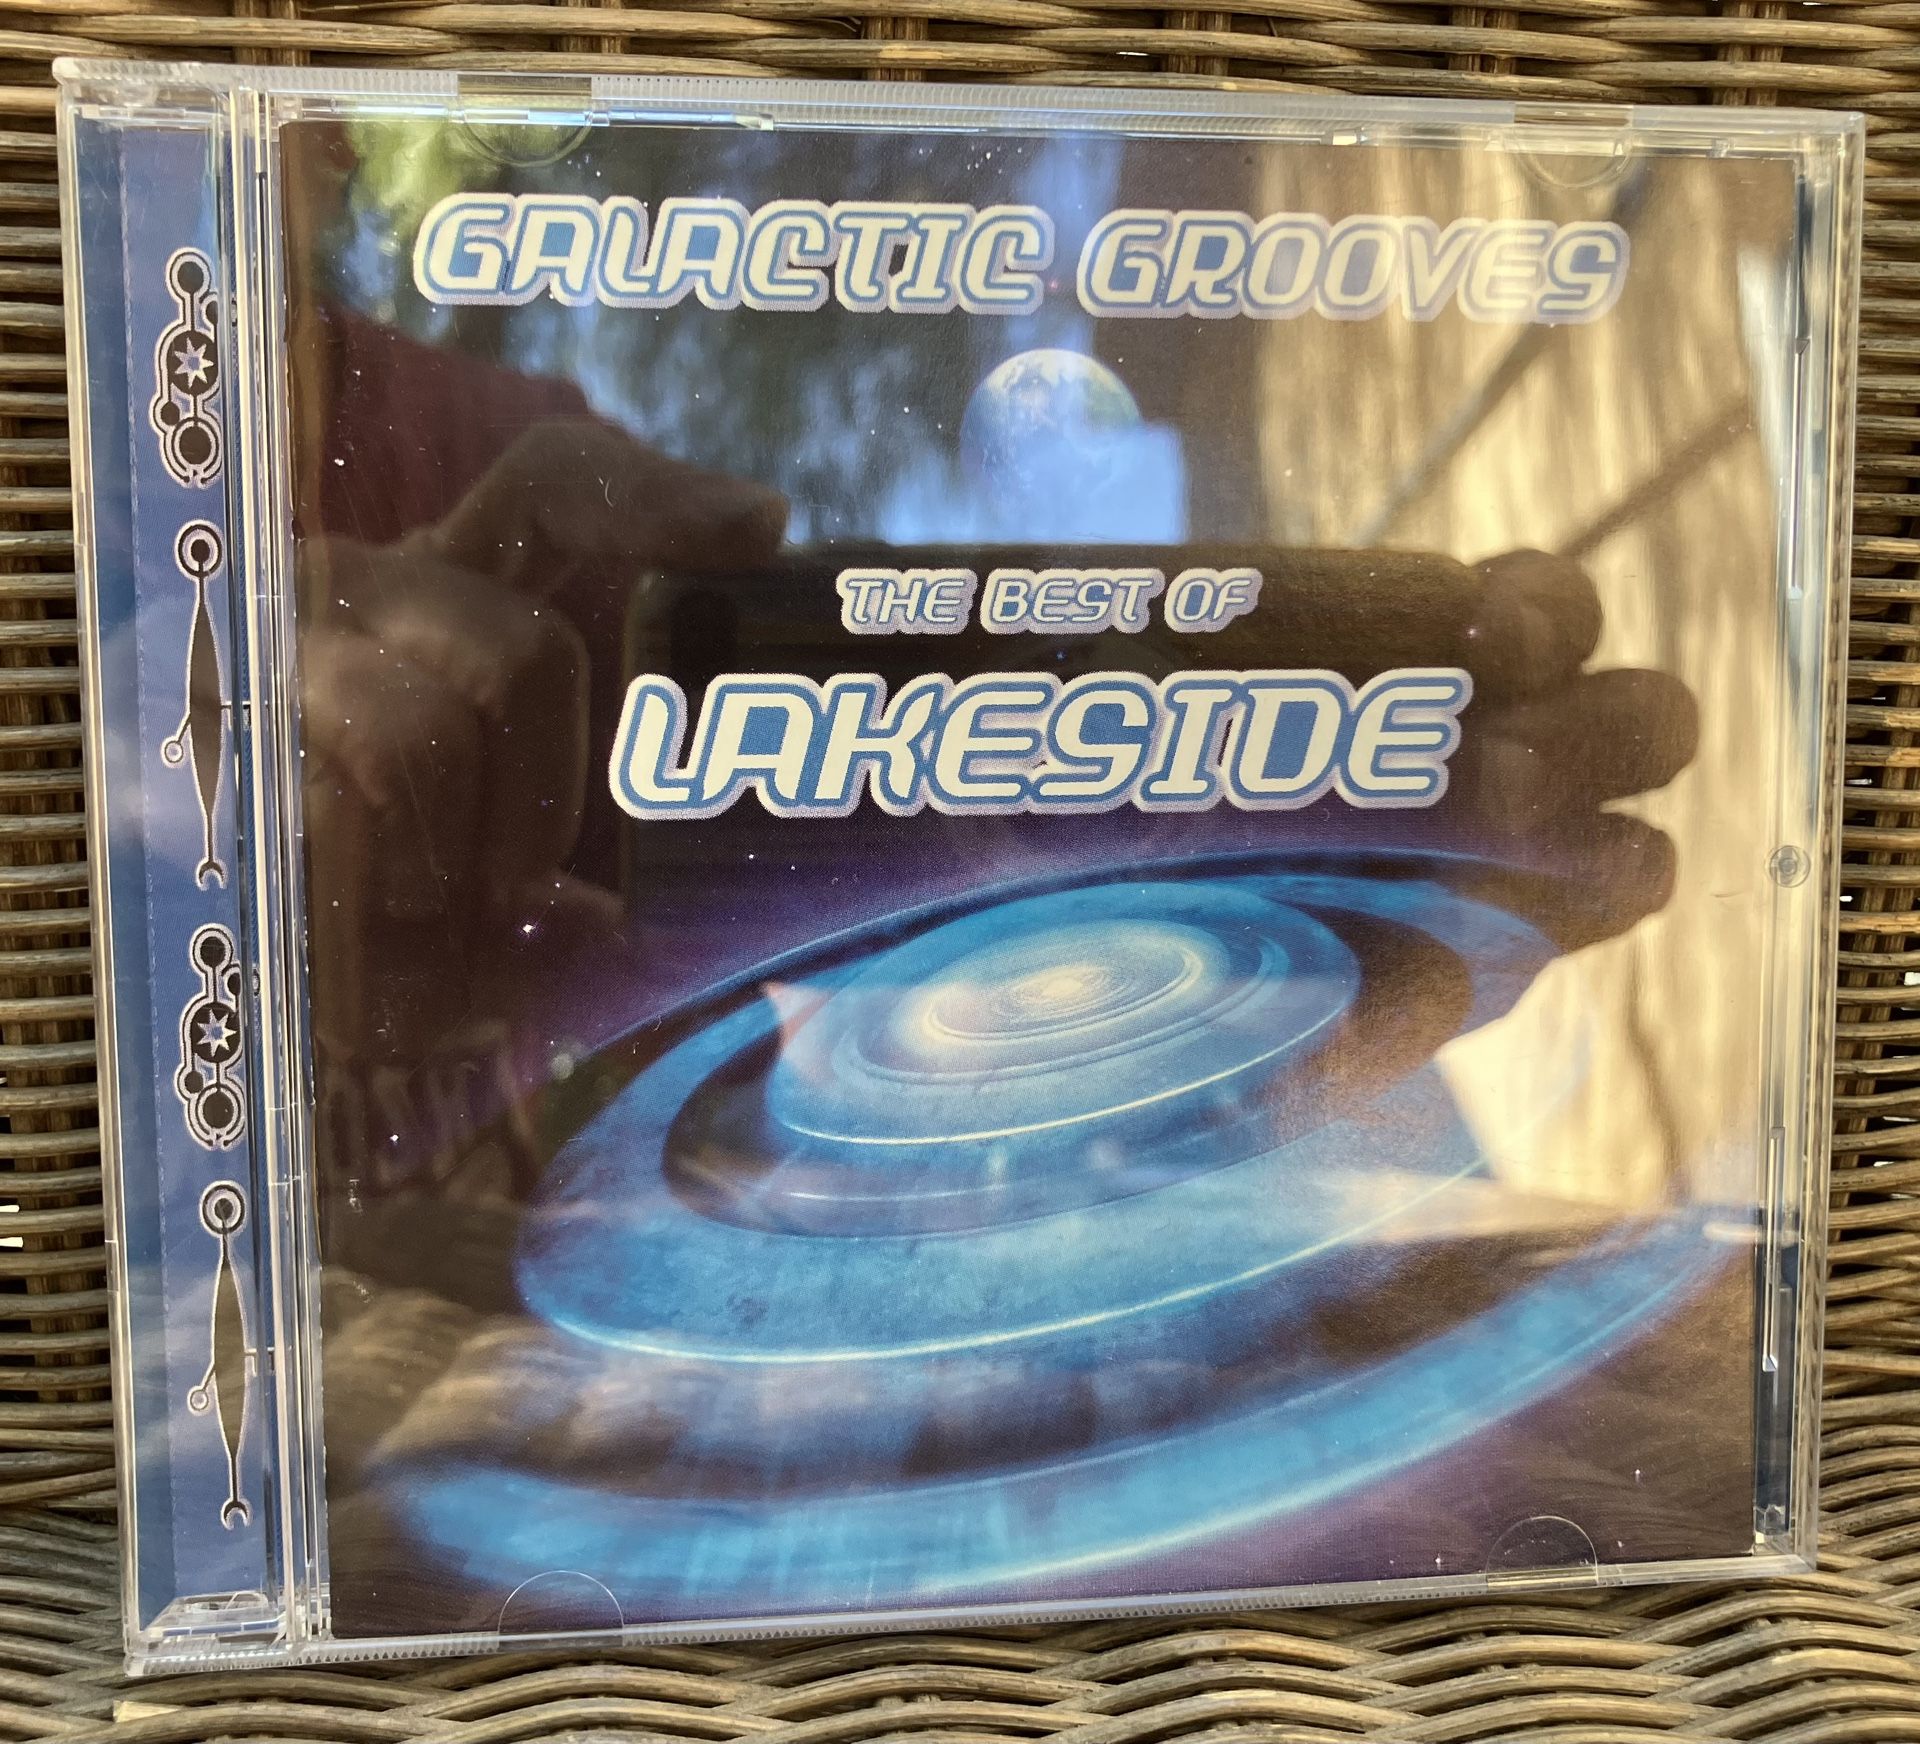 GALACTIC GROOVES
THE BEST OF
LAKESIDE